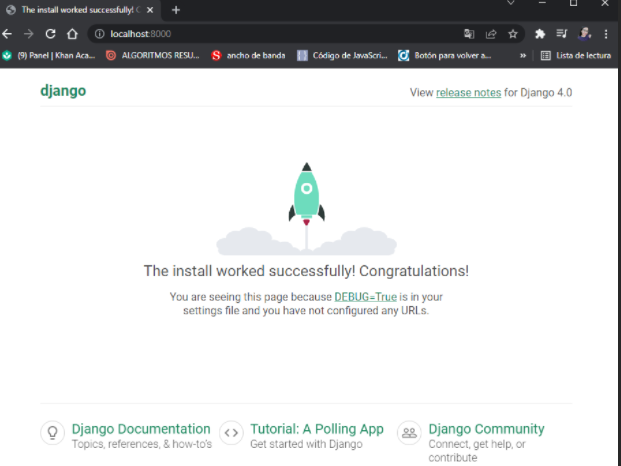 The install worked successfully! C
localhost:8000
(9) Panel | Khan Aca...
ALGORITMOS RESU...
ancho de banda
Código de JavaScri...
Botón para volver a...
»
Lista de lectura
django
View release notes for Django 4.0
The install worked successfully! Congratulations!
You are seeing this page because DEBUG=True is in your
settings file and you have not configured any URLs.
Django Documentation
Topics, references, & how-to's
Tutorial: A Polling App
Get started with Django
Django Community
Connect, get help, or
contribute